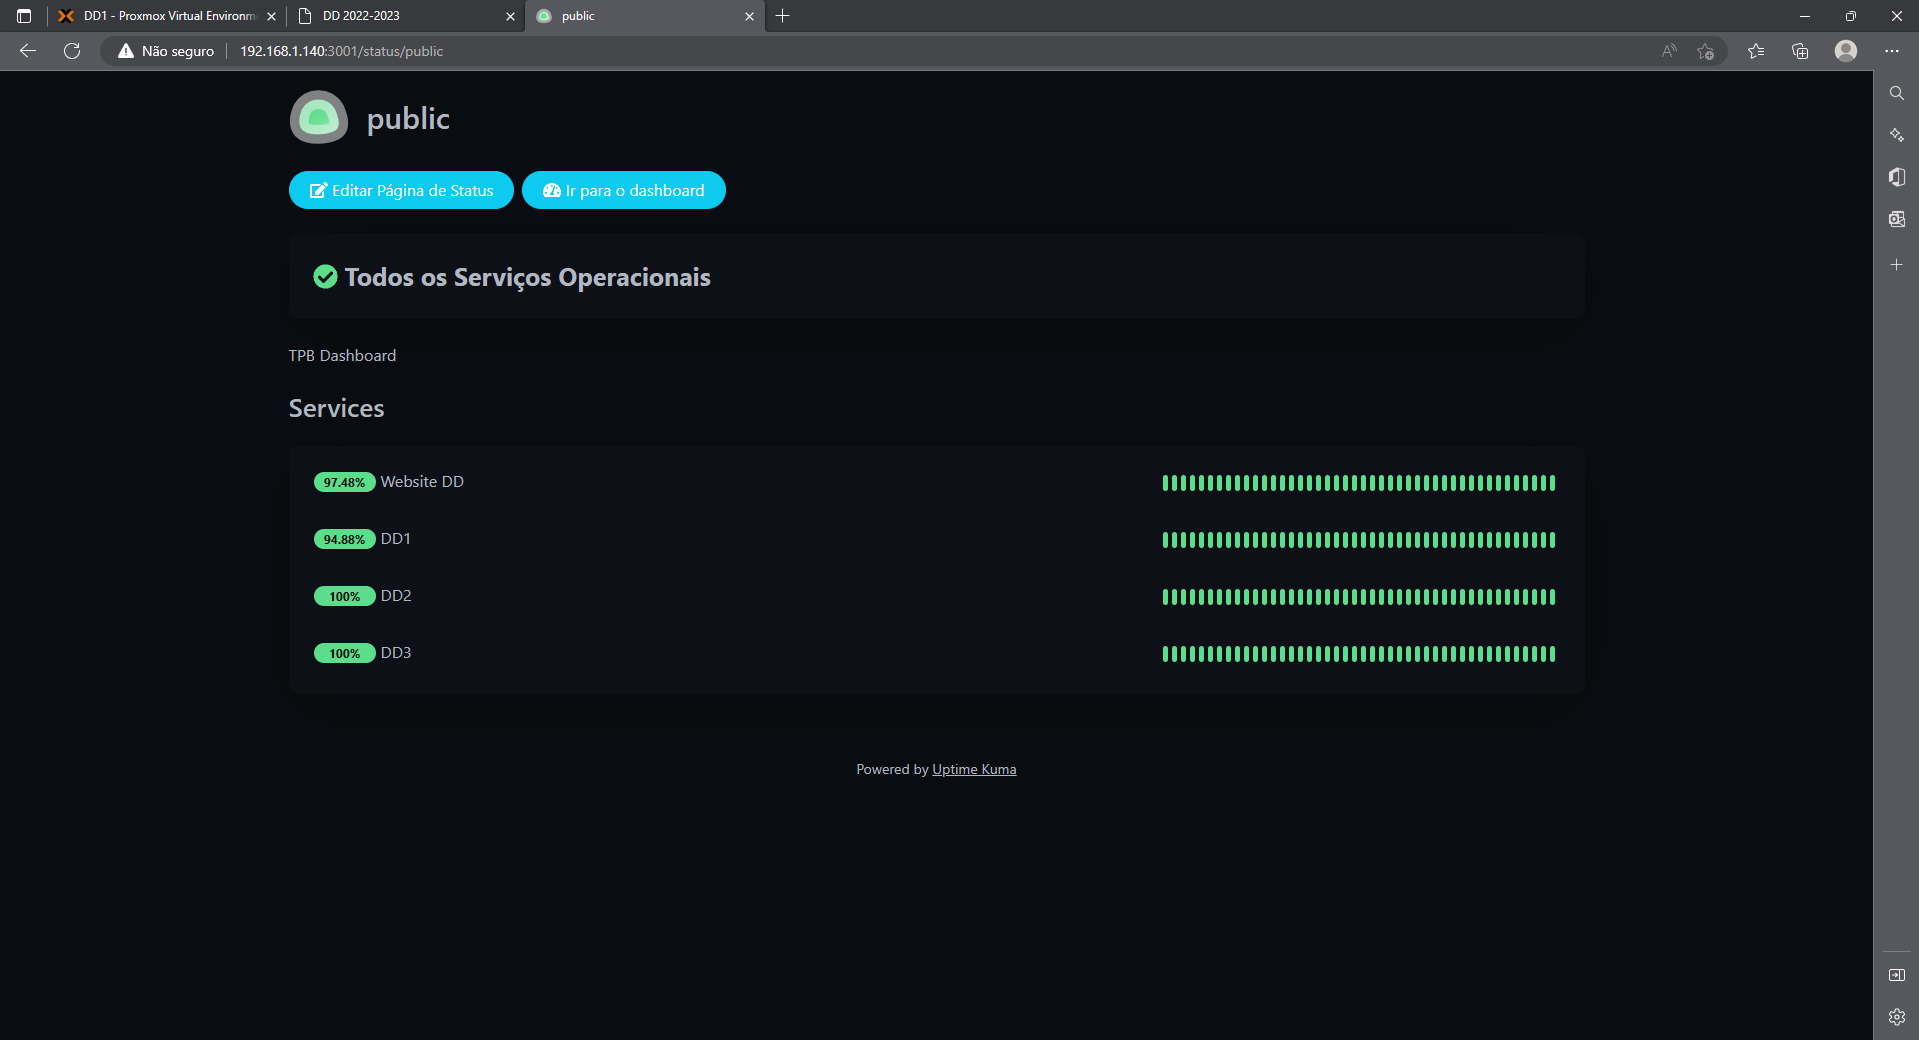 DD1 - Proxmox Virtual Environm
DD 2022-2023
public
Não seguro
192.168.1.140:3001/status/public
public
Editar Página de Status
Ir para o dashboard
Todos os Serviços Operacionais
TPB Dashboard
Services
97.48% Website DD
94.88% DD1
100% DD2
100% DD3
Powered by Uptime Kuma